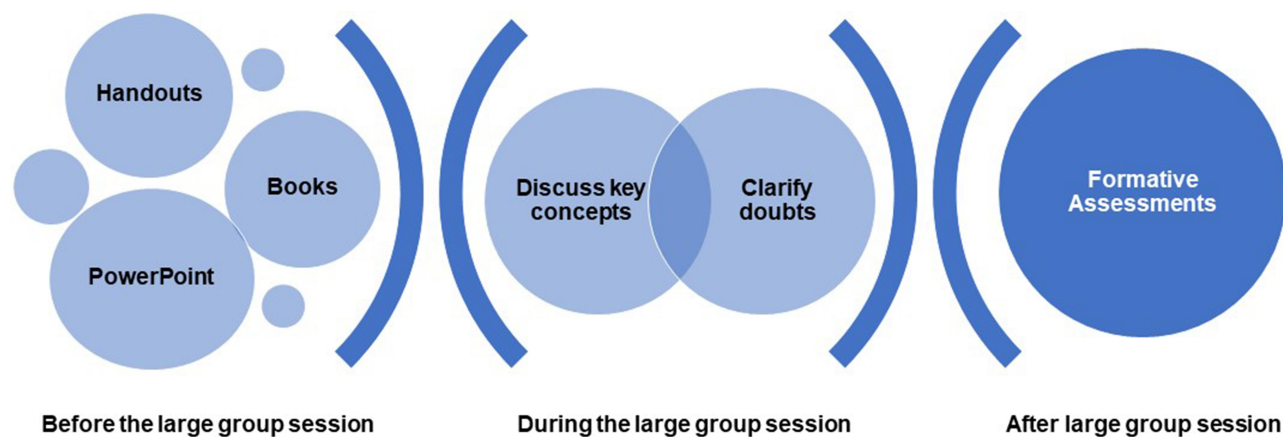 Handouts
Books
PowerPoint
Discuss key
concepts
Clarify
doubts
Formative
Assessments
Before the large group session
During the large group session
After large group session